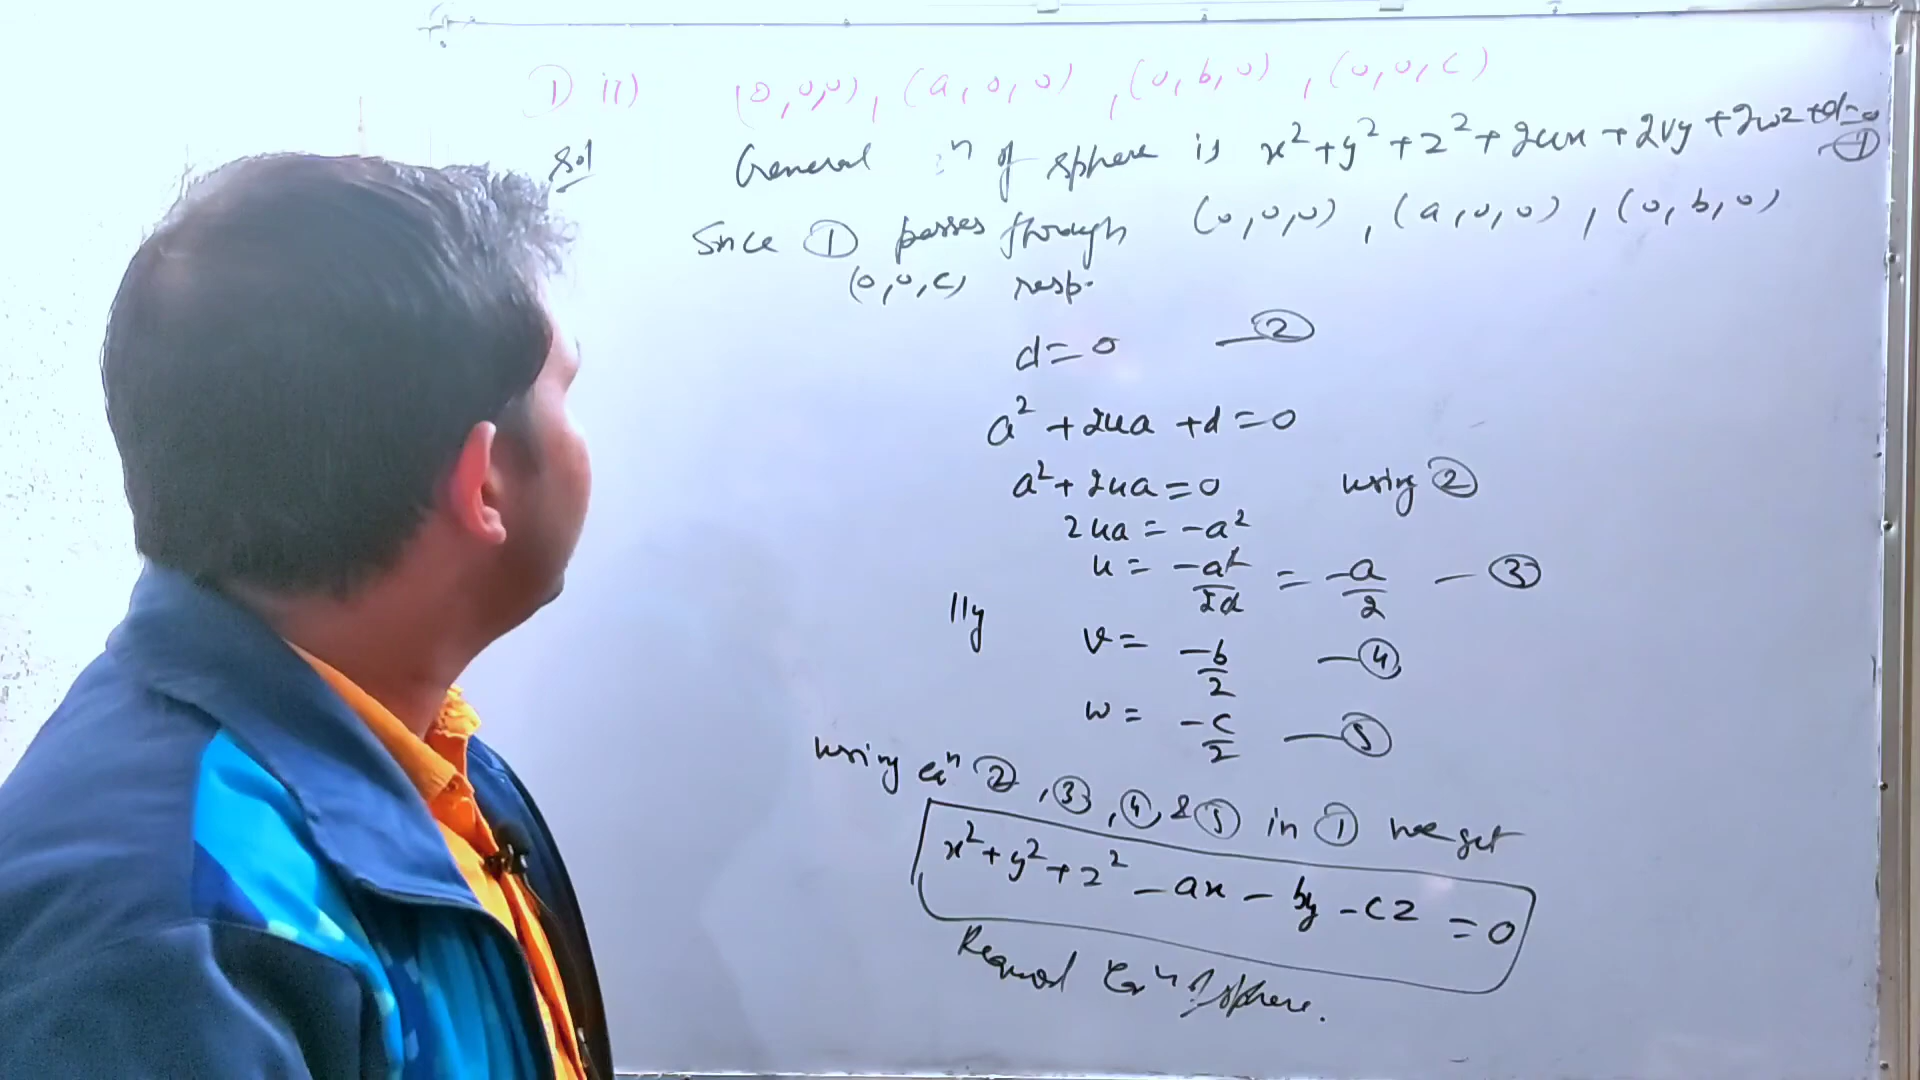 ① ii) (0,0,0), (a,0,0), (0,b,0), (0,0,c)
Sol General n of sphere is x²+y²+z²+2ux+2vy+2wz+d=0
—①
Since ① passes through (0,0,0), (a,0,0), (0,b,0)
(0,0,c) resp.
d=0 —②
a²+2ua+d=0
a²+2ua=0 using ②
2ua = -a²
u = -a²/2a = -a/2 —③
lly v = -b/2 —④
w = -c/2 —⑤
using eqⁿ ②, ③, ④ & ⑤ in ① we get
x²+y²+z²-ax-by-cz=0
Required Eqⁿ of sphere.